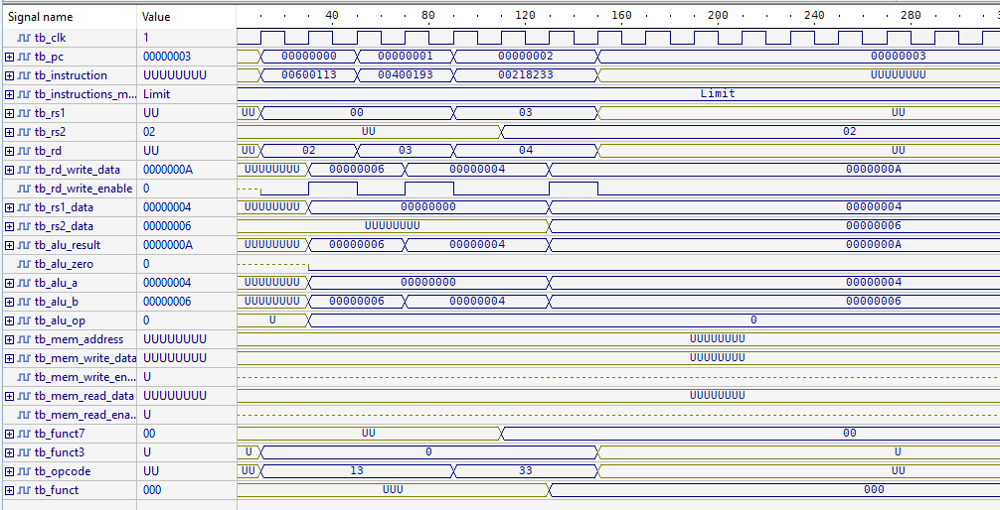 Signal name Value 40 80 120 160 200 240 280
tb_clk 1
tb_pc 00000003 00000000 00000001 00000002 00000003
tb_instruction UUUUUUUU 00600113 00400193 00218233 UUUUUUUU
tb_instructions_m... Limit Limit
tb_rs1 UU UU 00 03 UU
tb_rs2 02 UU 02
tb_rd UU UU 02 03 04 UU
tb_rd_write_data 0000000A UUUUUUUU 00000006 00000004 0000000A
tb_rd_write_enable 0
tb_rs1_data 00000004 UUUUUUUU 00000000 00000004
tb_rs2_data 00000006 UUUUUUUU 00000006
tb_alu_result 0000000A UUUUUUUU 00000006 00000004 0000000A
tb_alu_zero 0
tb_alu_a 00000004 UUUUUUUU 00000000 00000004
tb_alu_b 00000006 UUUUUUUU 00000006 00000004 00000006
tb_alu_op 0 U 0
tb_mem_address UUUUUUUU UUUUUUUU
tb_mem_write_data UUUUUUUU UUUUUUUU
tb_mem_write_en... U
tb_mem_read_data UUUUUUUU UUUUUUUU
tb_mem_read_ena... U
tb_funct7 00 UU 00
tb_funct3 U U 0 U
tb_opcode UU UU 13 33 UU
tb_funct 000 UUU 000